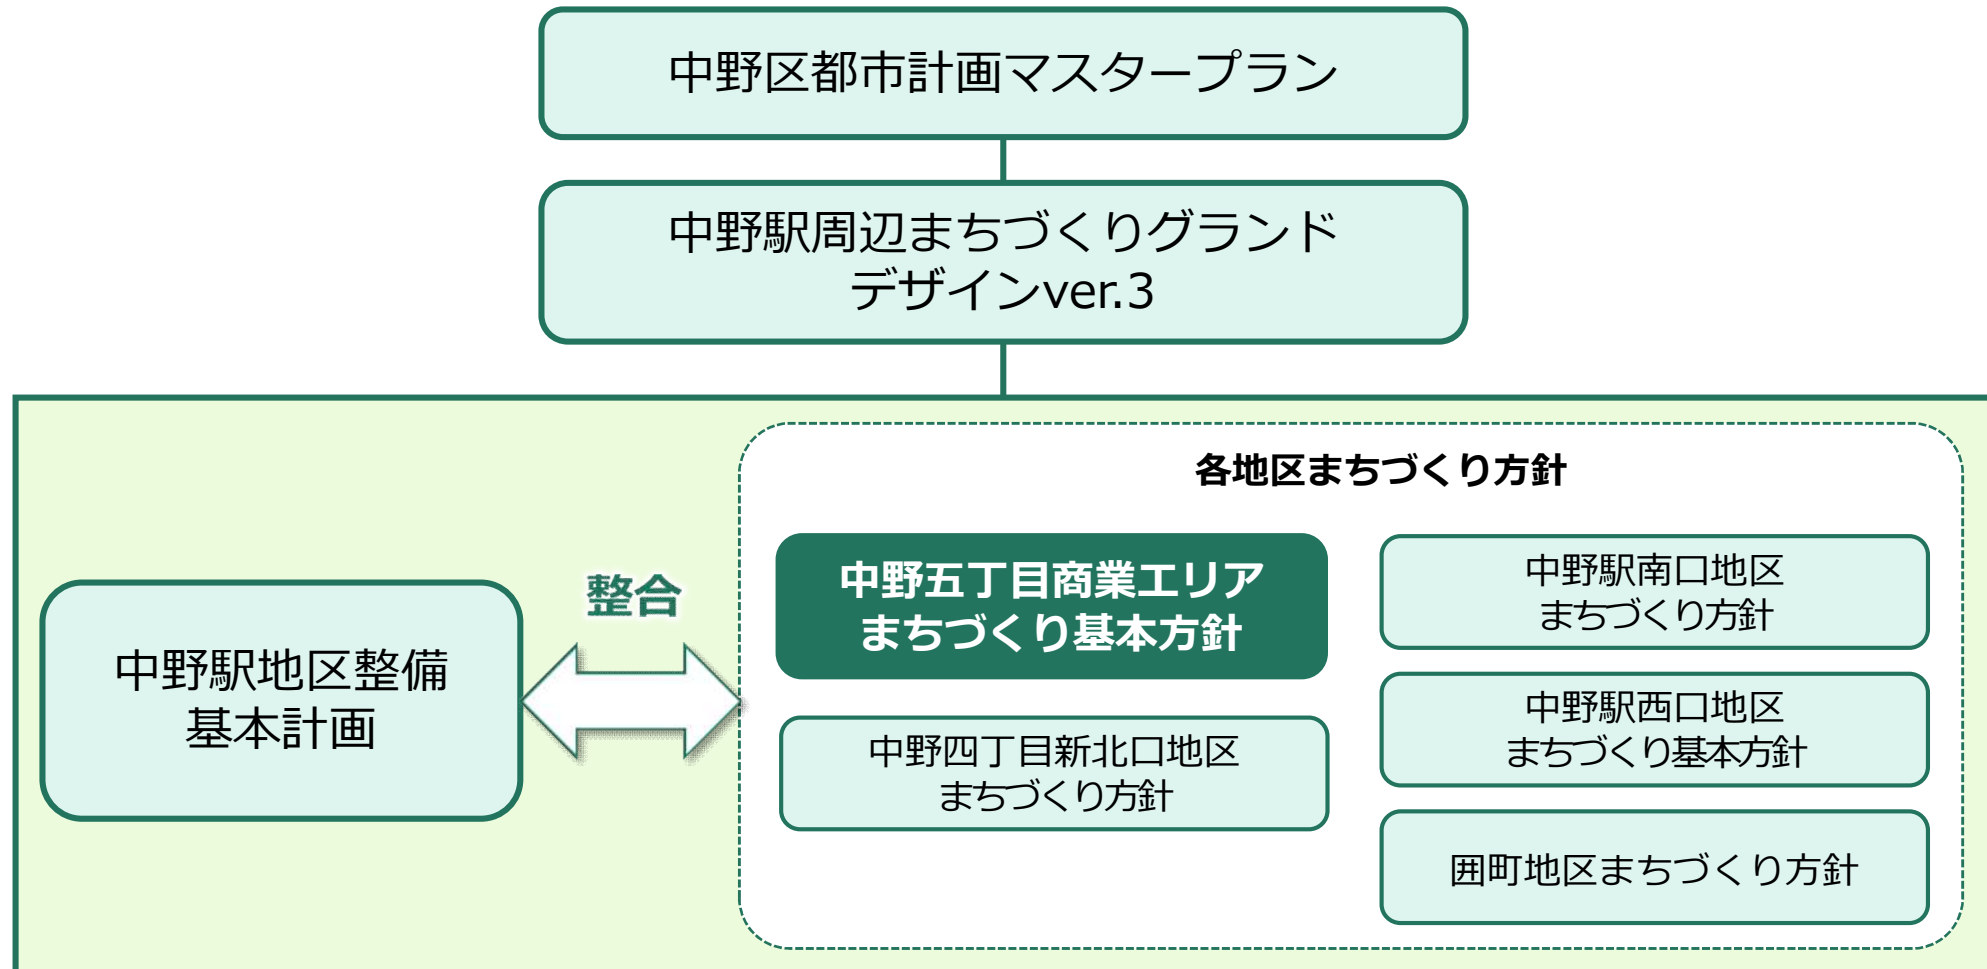 中野区都市計画マスタープラン
中野駅周辺まちづくりグランド
デザインver.3
各地区まちづくり方針
整合
中野駅地区整備
基本計画
中野五丁目商業エリア
まちづくり基本方針
中野四丁目新北口地区
まちづくり方針
中野駅南口地区
まちづくり方針
中野駅西口地区
まちづくり基本方針
囲町地区まちづくり方針